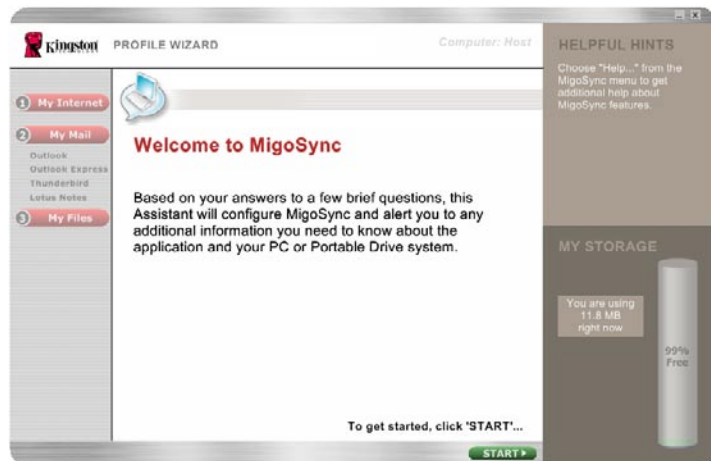 Kingston
PROFILE WIZARD
Computer: Host
1 My Internet
2 My Mail
Outlook
Outlook Express
Thunderbird
Lotus Notes
3 My Files
Welcome to MigoSync
Based on your answers to a few brief questions, this
Assistant will configure MigoSync and alert you to any
additional information you need to know about the
application and your PC or Portable Drive system.
To get started, click 'START'...
START
HELPFUL HINTS
Choose "Help..." from the
MigoSync menu to get
additional help about
MigoSync features.
MY STORAGE
You are using
11.8 MB
right now
99%
Free